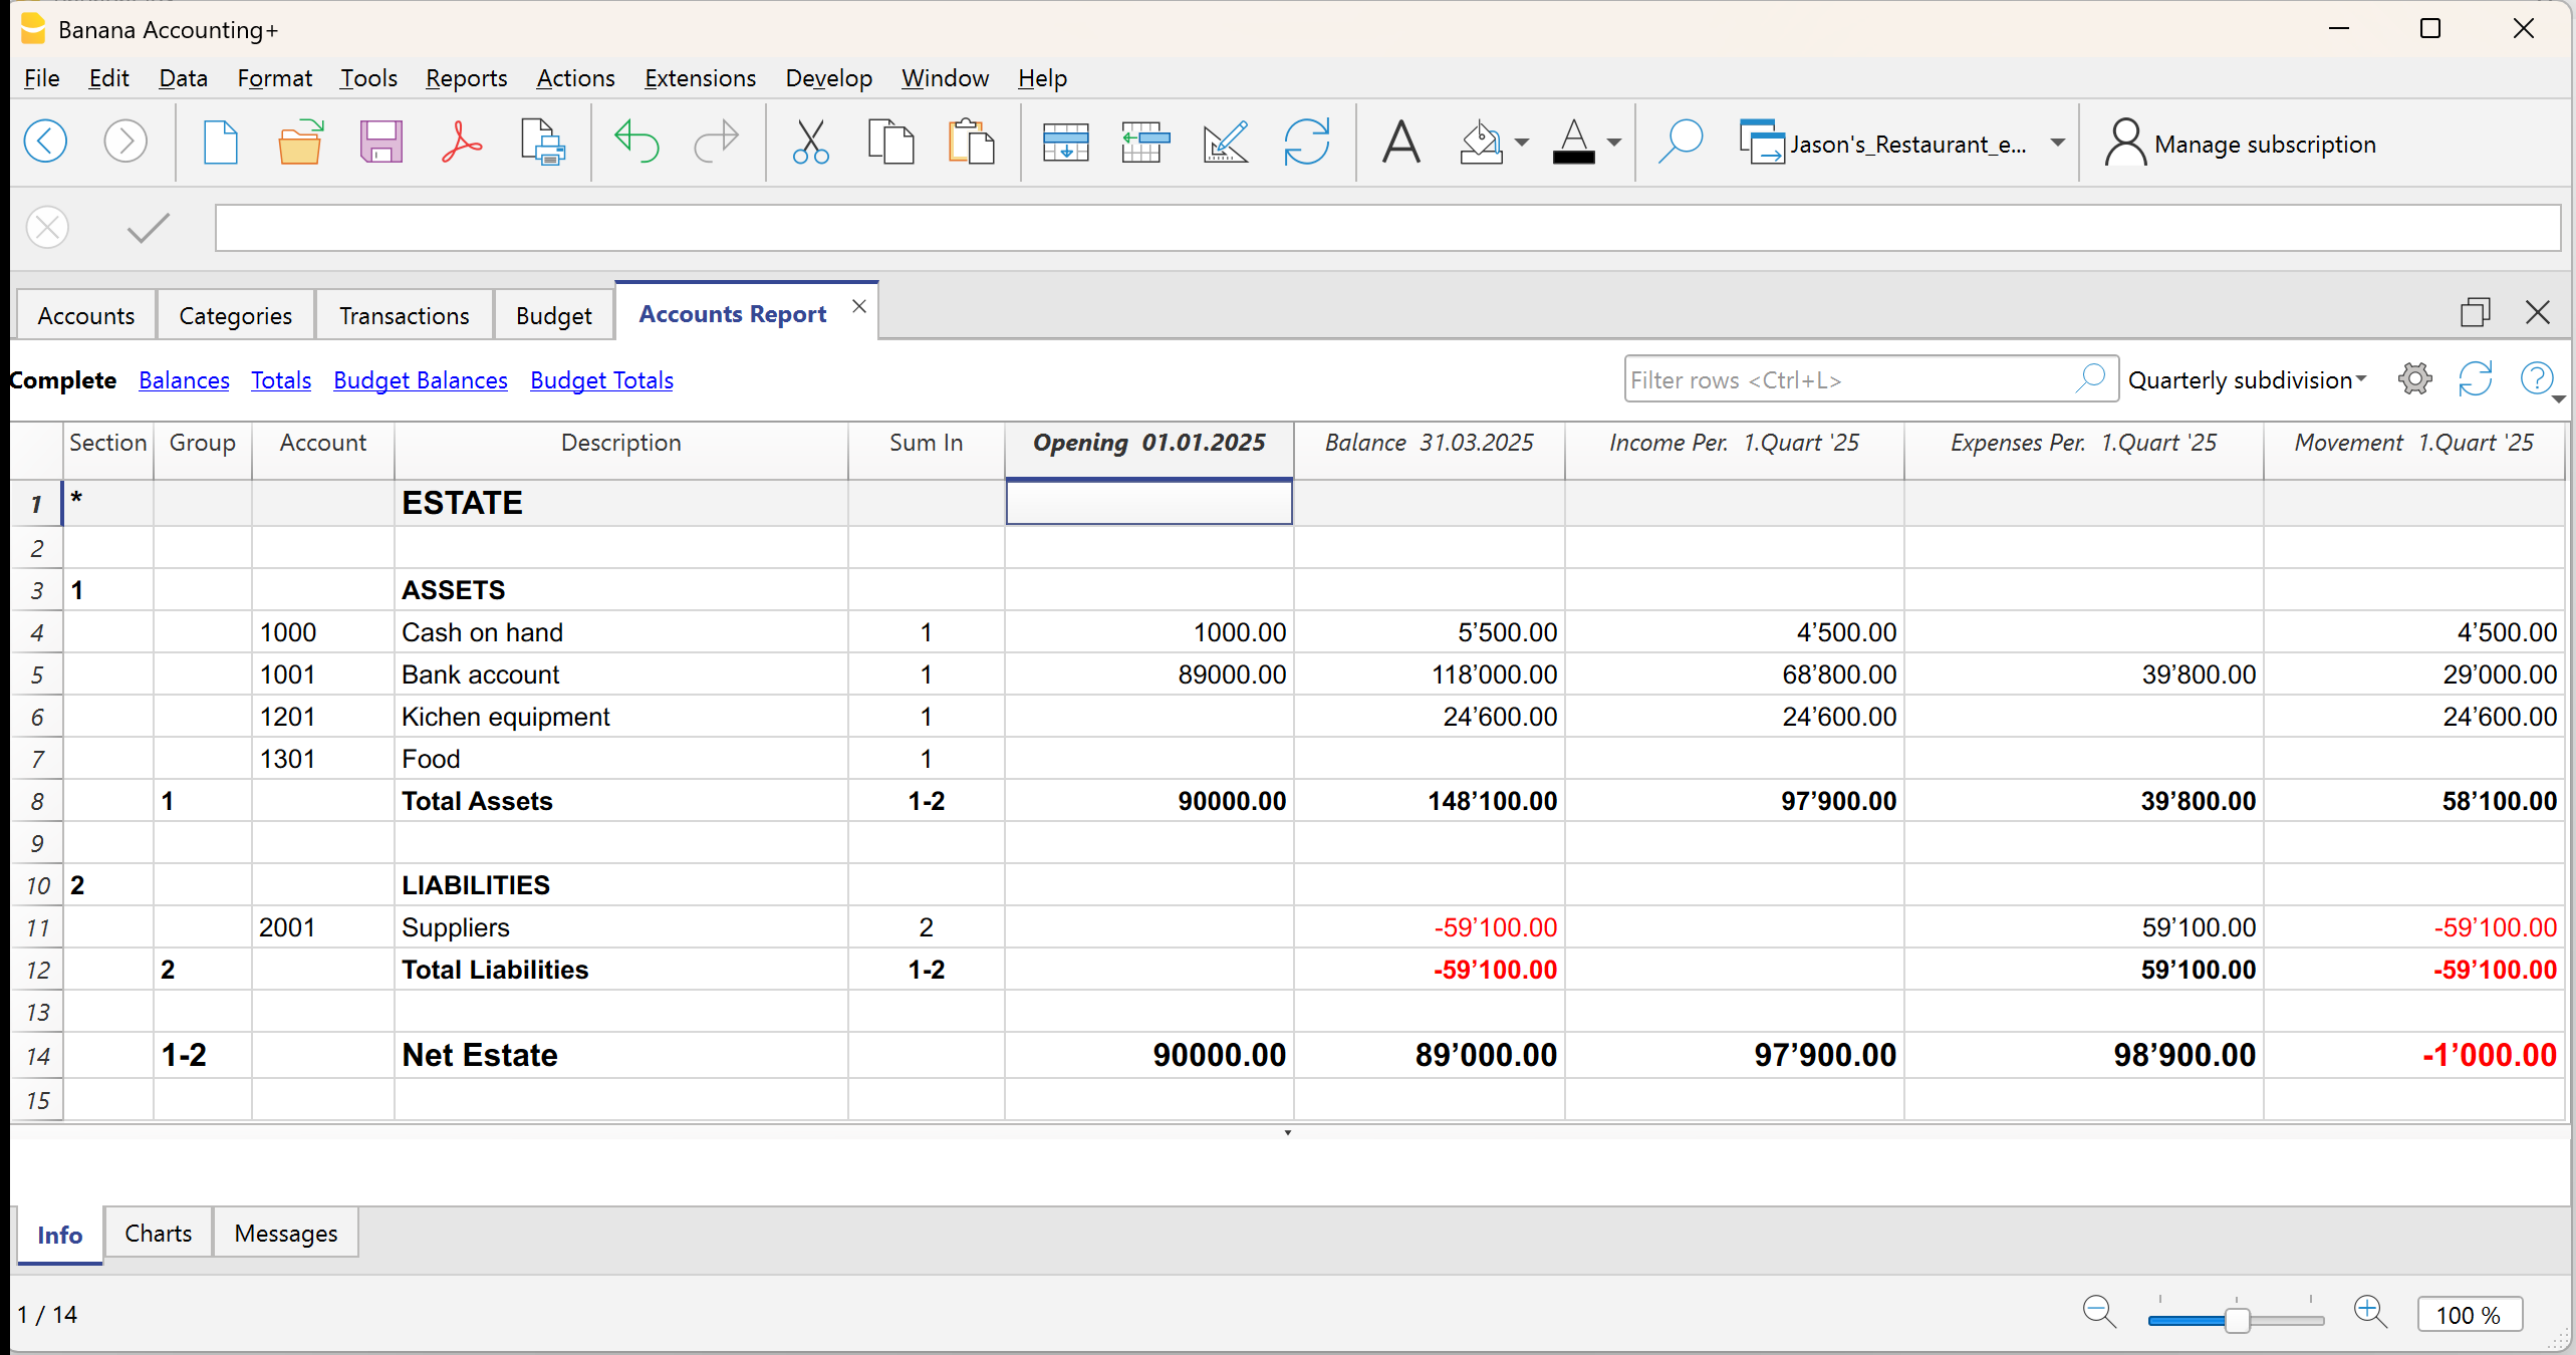 Banana Accounting+
File Edit Data Format Tools Reports Actions Extensions Develop Window Help
Jason's_Restaurant_e... Manage subscription
Accounts Categories Transactions Budget Accounts Report
Complete Balances Totals Budget Balances Budget Totals Filter rows <Ctrl+L> Quarterly subdivision
Section Group Account Description Sum In Opening 01.01.2025 Balance 31.03.2025 Income Per. 1.Quart '25 Expenses Per. 1.Quart '25 Movement 1.Quart '25
1 * ESTATE
2
3 1 ASSETS
4 1000 Cash on hand 1 1000.00 5’500.00 4’500.00 4’500.00
5 1001 Bank account 1 89000.00 118’000.00 68’800.00 39’800.00 29’000.00
6 1201 Kichen equipment 1 24’600.00 24’600.00 24’600.00
7 1301 Food 1
8 1 Total Assets 1-2 90000.00 148’100.00 97’900.00 39’800.00 58’100.00
9
10 2 LIABILITIES
11 2001 Suppliers 2 -59’100.00 59’100.00 -59’100.00
12 2 Total Liabilities 1-2 -59’100.00 59’100.00 -59’100.00
13
14 1-2 Net Estate 90000.00 89’000.00 97’900.00 98’900.00 -1’000.00
15
Info Charts Messages
1 / 14 100 %